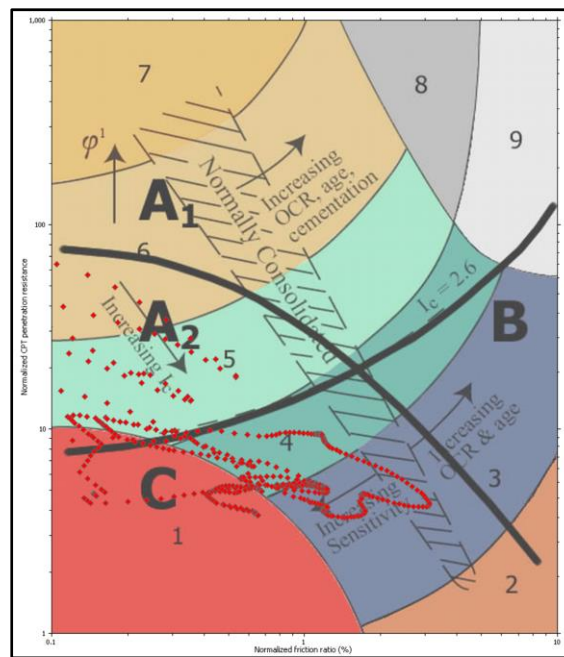 1,000
7
8
9
φ¹
A₁
Increasing
OCR, age,
cementation
Normally Consolidated
100
6
A₂
Increasing I꜀
5
I꜀ = 2.6
B
10
4
Increasing
OCR & age
3
C
Increasing
Sensitivity
1
2
1
0.1
1
10
Normalized CPT penetration resistance
Normalized friction ratio (%)